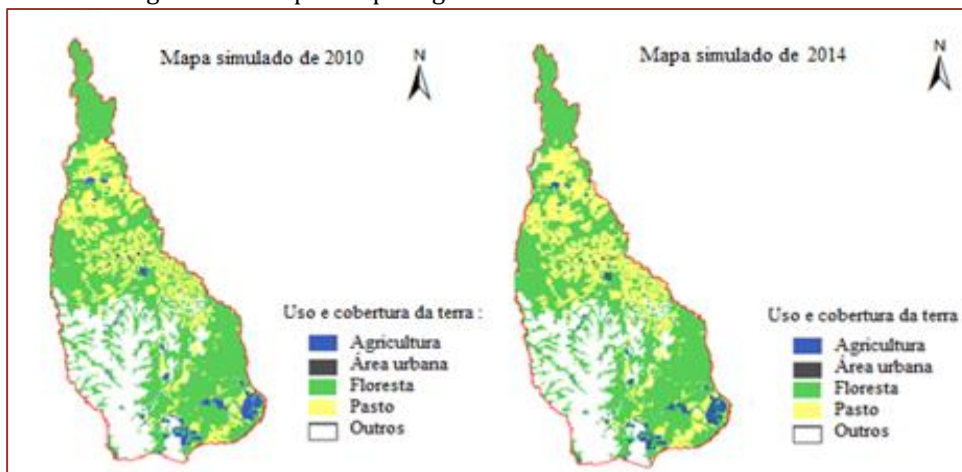 Mapa simulado de 2010
N
Uso e cobertura da terra :
Agricultura
Área urbana
Floresta
Pasto
Outros
Mapa simulado de 2014
N
Uso e cobertura da terra
Agricultura
Área urbana
Floresta
Pasto
Outros